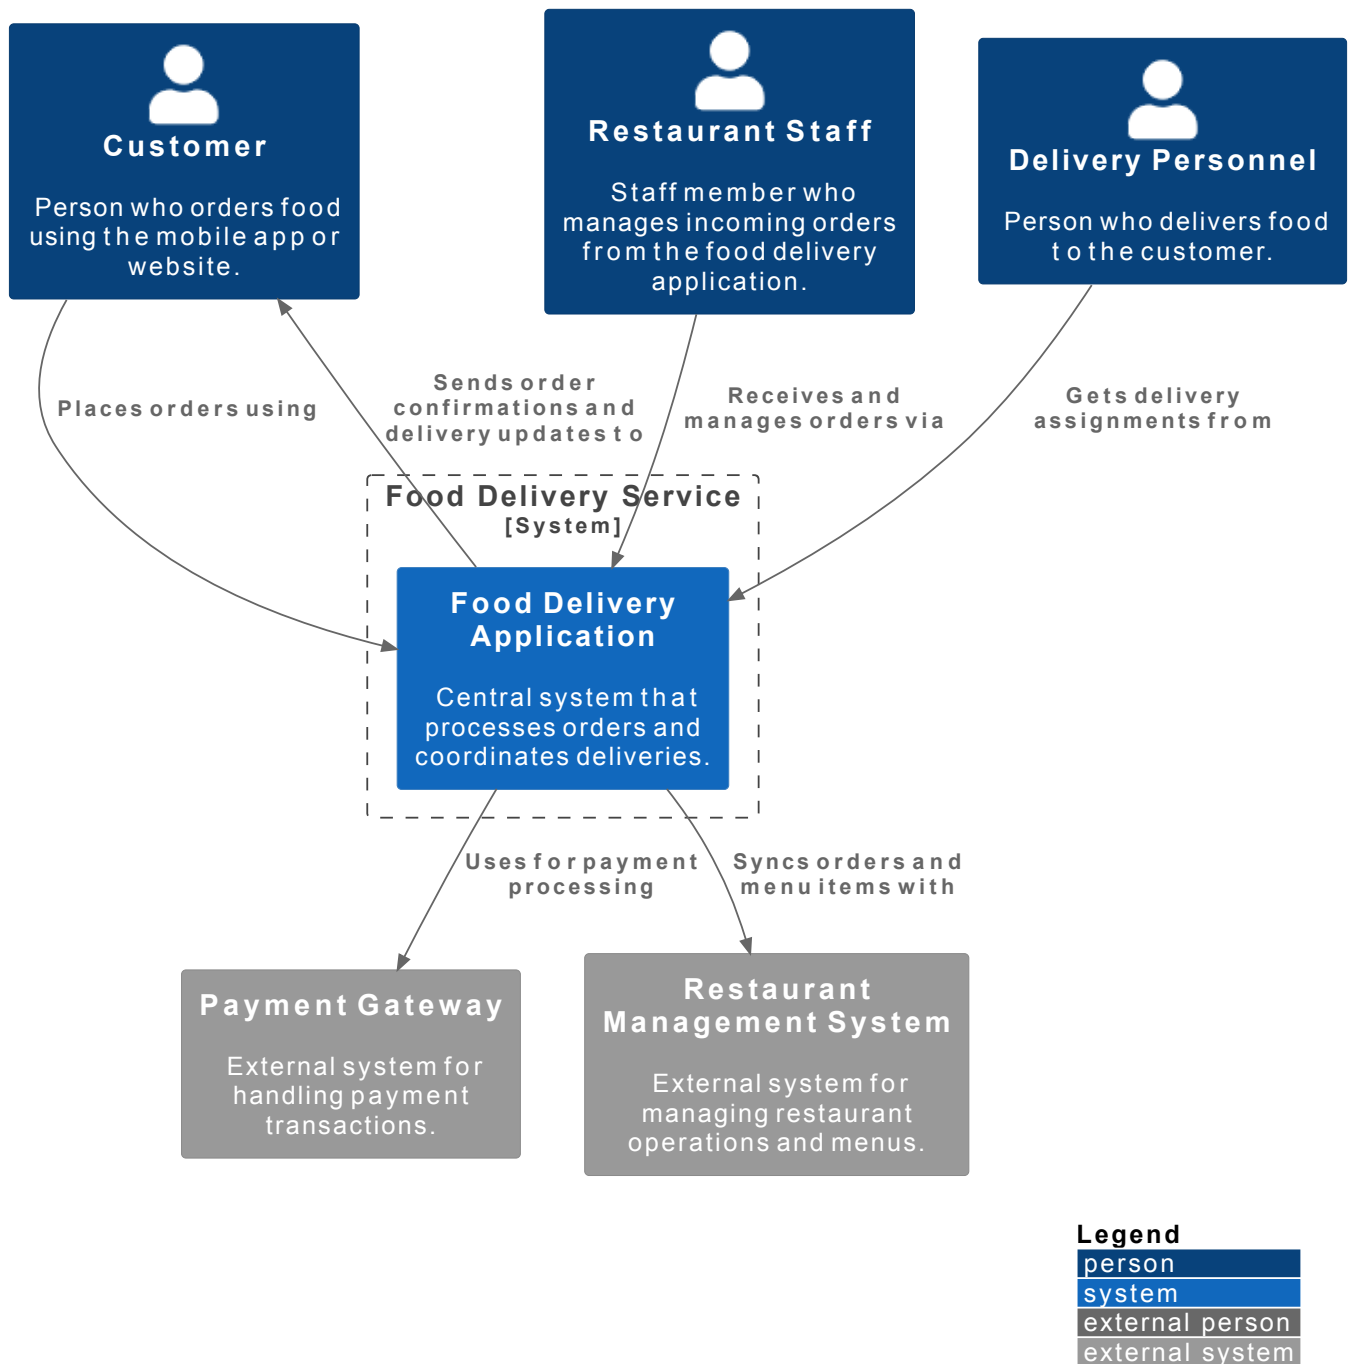 Customer
Person who orders food
using the mobile app or
website.
Restaurant Staff
Staff member who
manages incoming orders
from the food delivery
application.
Delivery Personnel
Person who delivers food
to the customer.
Places orders using
Sends order
confirmations and
delivery updates to
Receives and
manages orders via
Gets delivery
assignments from
Food Delivery Service
[System]
Food Delivery
Application
Central system that
processes orders and
coordinates deliveries.
Uses for payment
processing
Syncs orders and
menu items with
Payment Gateway
External system for
handling payment
transactions.
Restaurant
Management System
External system for
managing restaurant
operations and menus.
Legend
person
system
external person
external system